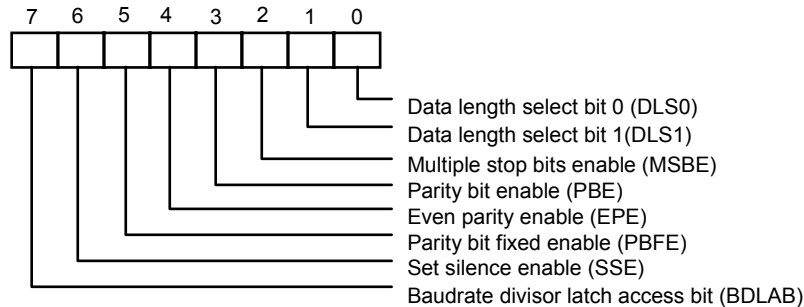 7 6 5 4 3 2 1 0
Data length select bit 0 (DLS0)
Data length select bit 1(DLS1)
Multiple stop bits enable (MSBE)
Parity bit enable (PBE)
Even parity enable (EPE)
Parity bit fixed enable (PBFE)
Set silence enable (SSE)
Baudrate divisor latch access bit (BDLAB)